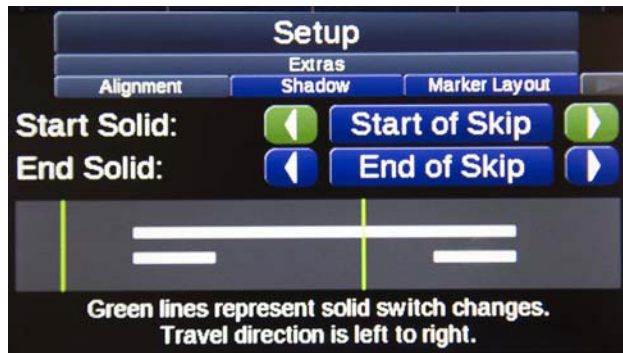 Setup
Extras
Alignment Shadow Marker Layout
Start Solid: Start of Skip
End Solid: End of Skip
Green lines represent solid switch changes.
Travel direction is left to right.